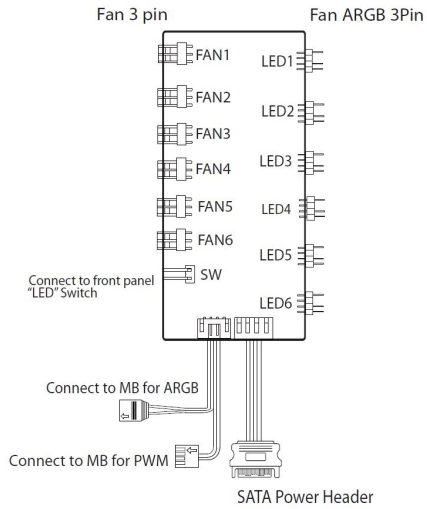 Fan 3 pin
Fan ARGB 3Pin
FAN1
LED1
FAN2
LED2
FAN3
LED3
FAN4
FAN5
LED4
FAN6
LED5
SW
Connect to front panel
"LED" Switch
LED6
Connect to MB for ARGB
Connect to MB for PWM
SATA Power Header